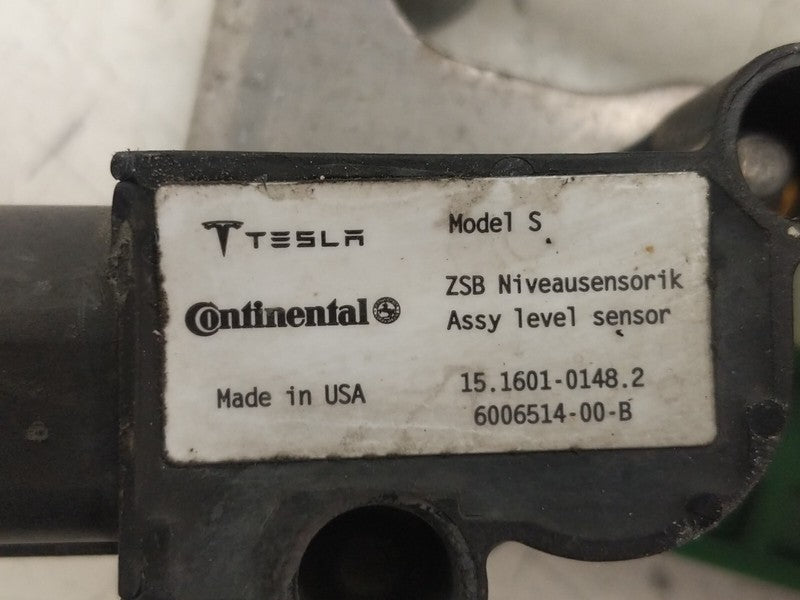 TESLA
Model S
Continental
ZSB Niveausensorik
Assy level sensor
Made in USA
15.1601-0148.2
6006514-00-B